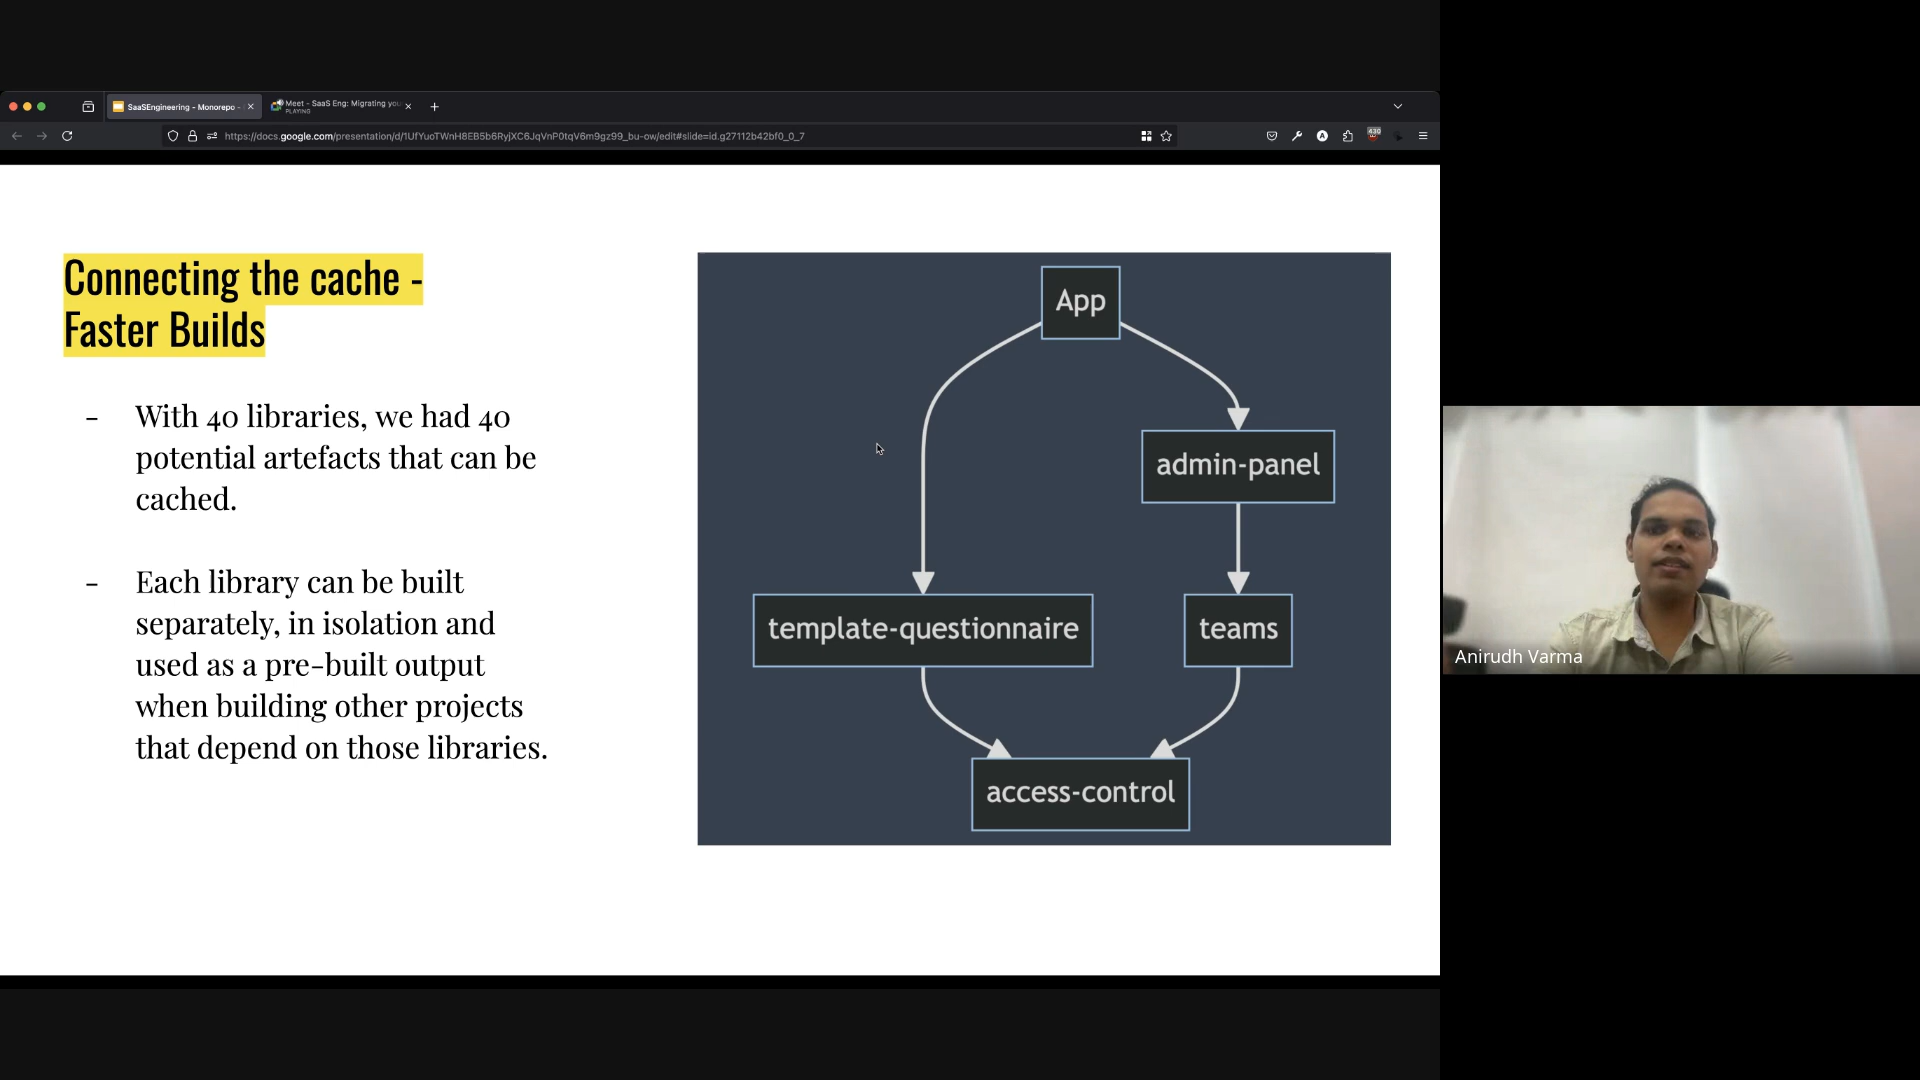 SaaSEngineering - Monorepo -
Meet - SaaS Eng: Migrating you
PLAYING
https://docs.google.com/presentation/d/1UfYuoTWnH8EB5b6RyjXC6JqVnP0tqV6m9gz99_bu-ow/edit#slide=id.g27112b42bf0_0_7
430
Connecting the cache -
Faster Builds
- With 40 libraries, we had 40
potential artefacts that can be
cached.
- Each library can be built
separately, in isolation and
used as a pre-built output
when building other projects
that depend on those libraries.
App
admin-panel
template-questionnaire
teams
access-control
Anirudh Varma